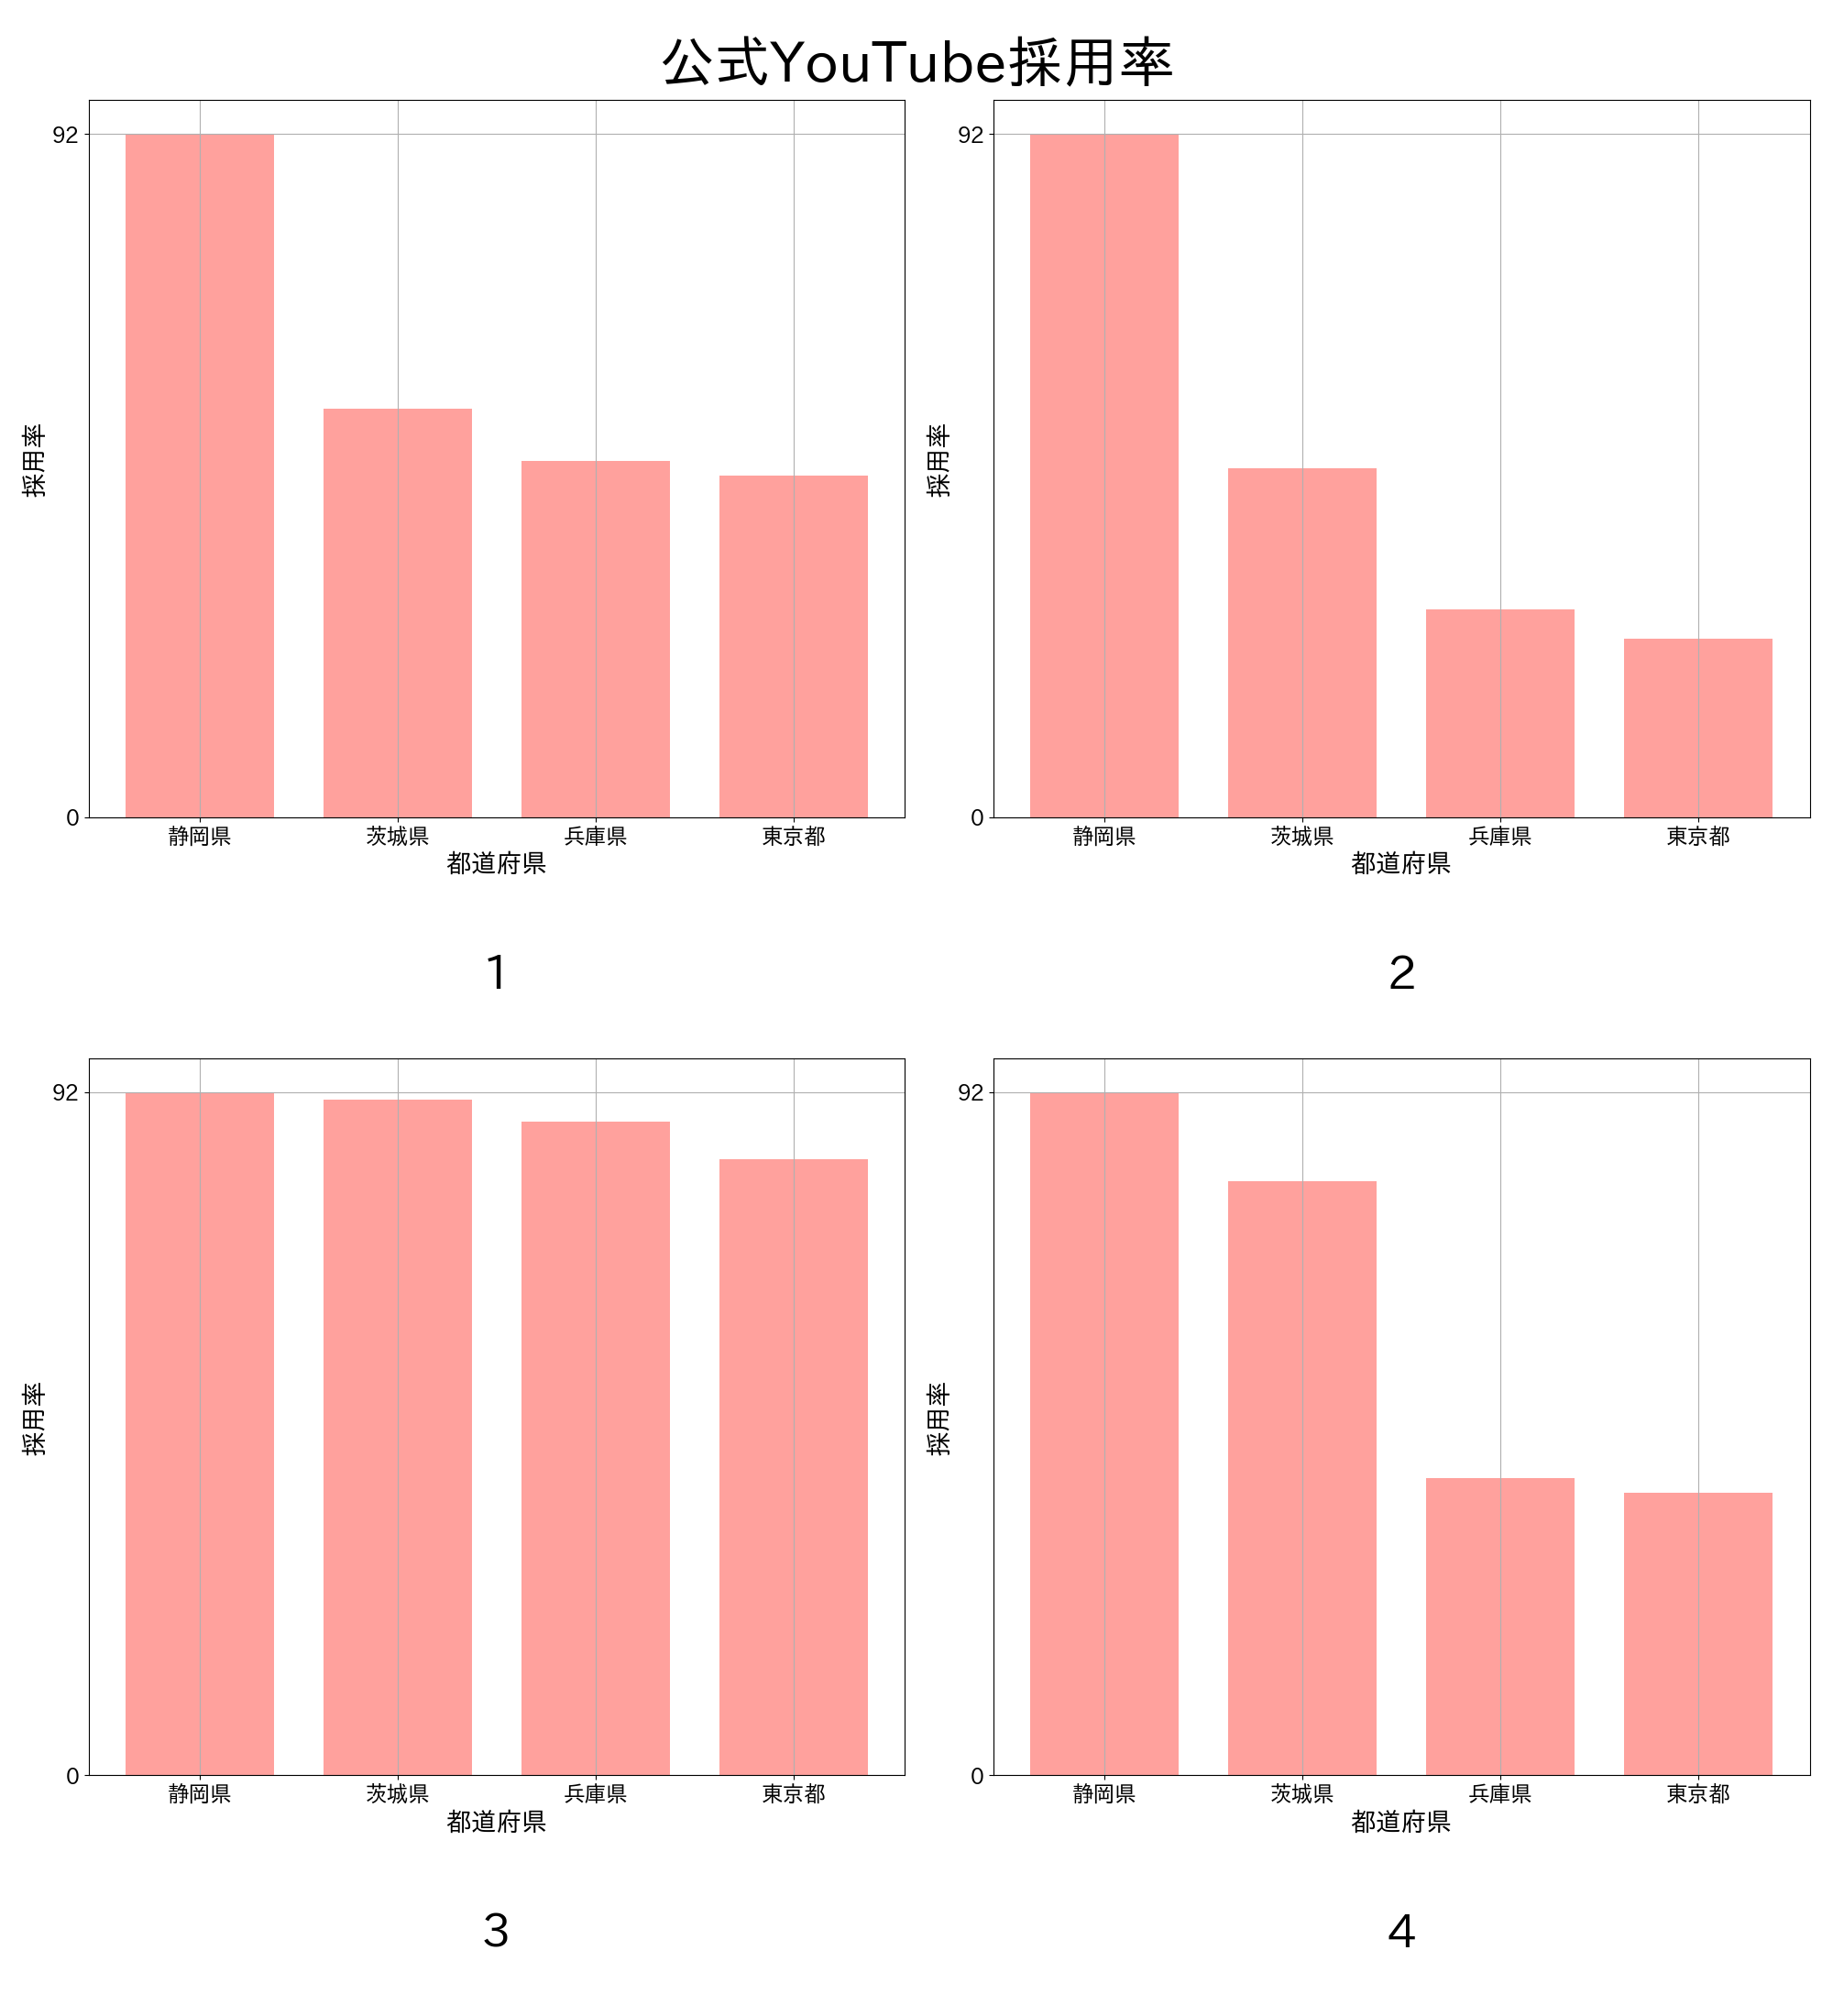 公式YouTube採用率
92
採用率
0
静岡県 茨城県 兵庫県 東京都
都道府県
1
92
採用率
0
静岡県 茨城県 兵庫県 東京都
都道府県
2
92
採用率
0
静岡県 茨城県 兵庫県 東京都
都道府県
3
92
採用率
0
静岡県 茨城県 兵庫県 東京都
都道府県
4